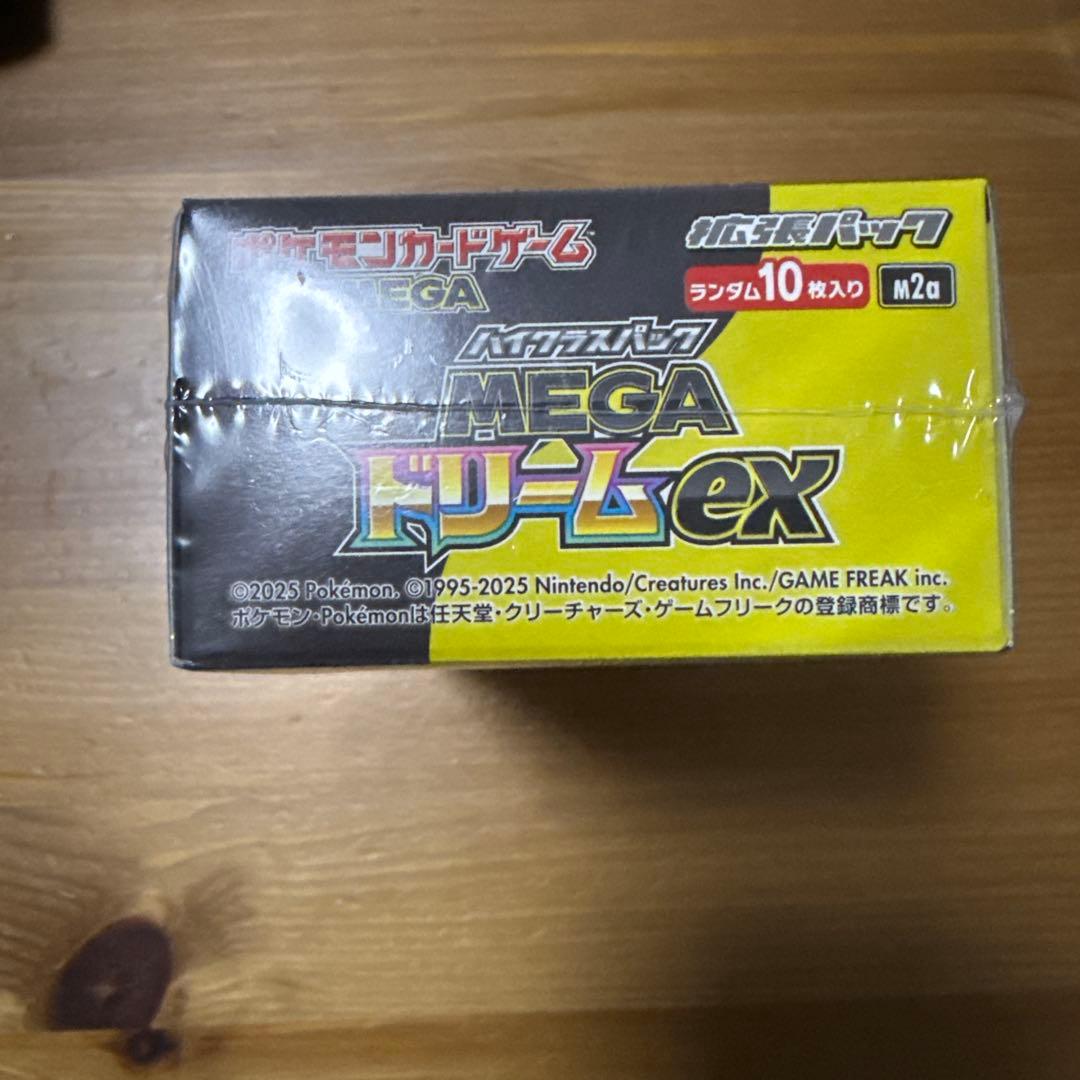 ポケモンカードゲーム
MEGA
拡張パック
ランダム10枚入り M2a
ハイクラスパック
MEGA
ドリームex
©2025 Pokémon. ©1995-2025 Nintendo/Creatures Inc./GAME FREAK inc.
ポケモン・Pokémonは任天堂・クリーチャーズ・ゲームフリークの登録商標です。